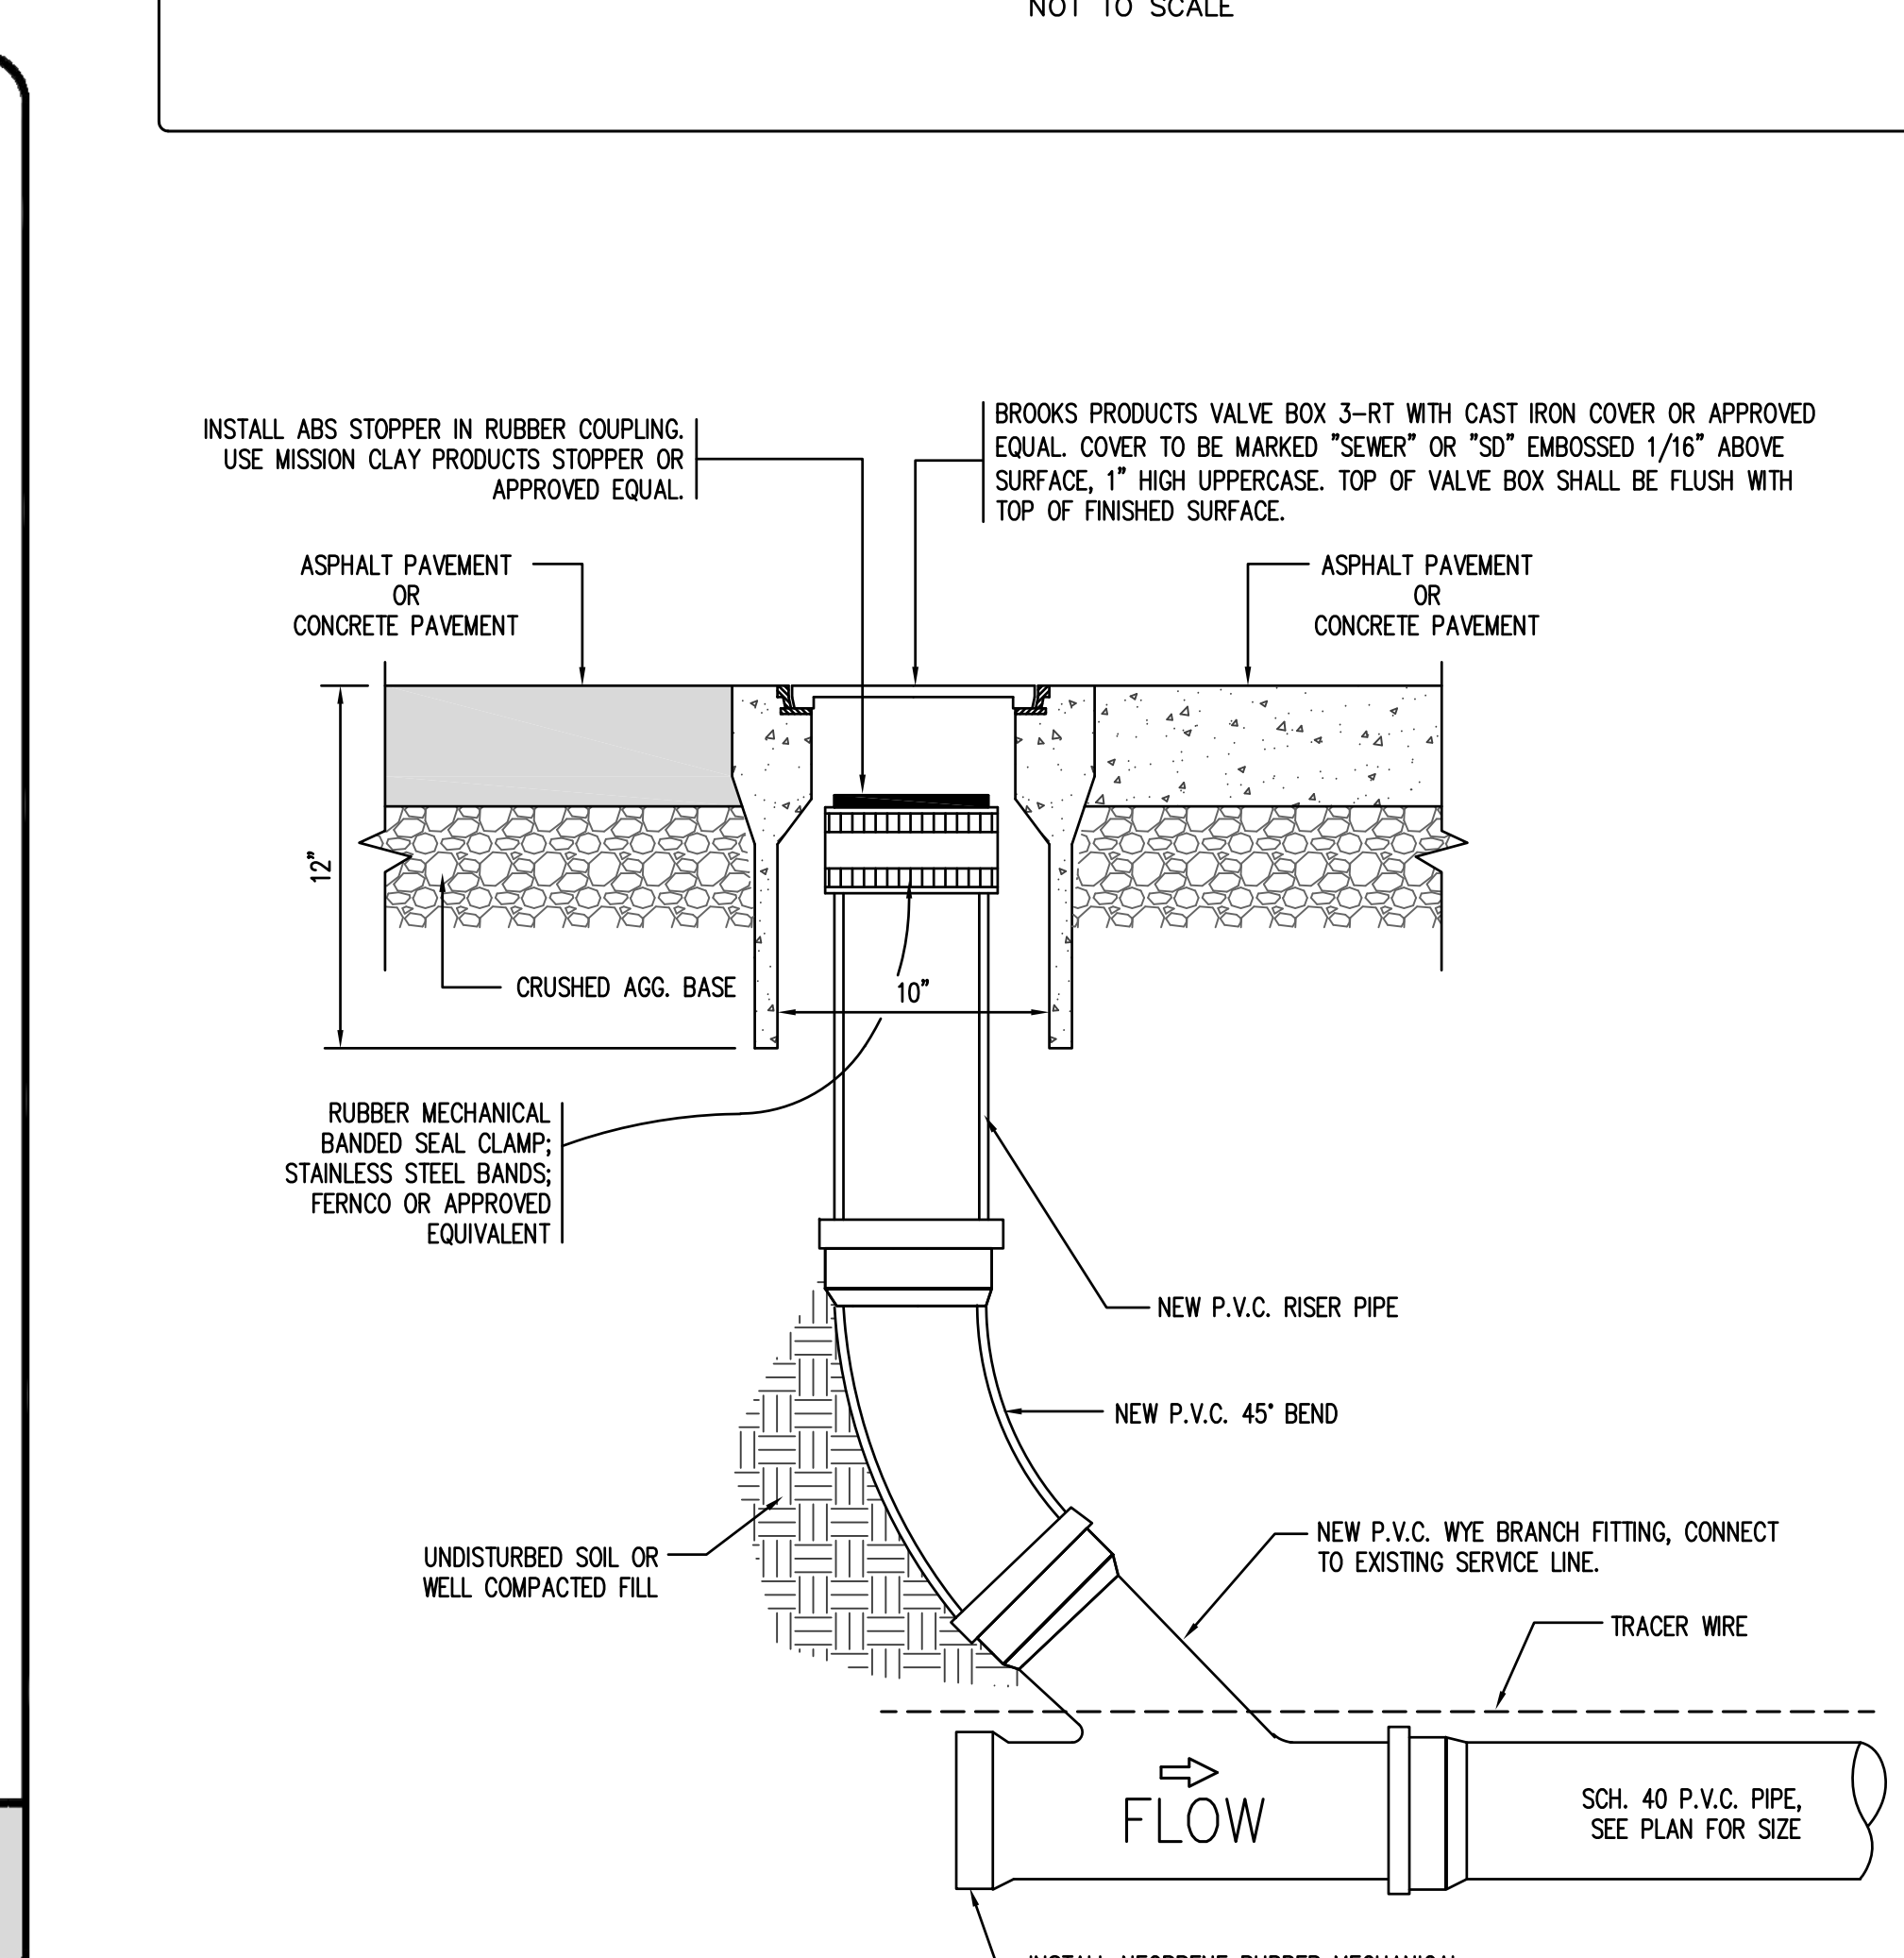 NOT TO SCALE
INSTALL ABS STOPPER IN RUBBER COUPLING.
USE MISSION CLAY PRODUCTS STOPPER OR
APPROVED EQUAL.
BROOKS PRODUCTS VALVE BOX 3-RT WITH CAST IRON COVER OR APPROVED
EQUAL. COVER TO BE MARKED "SEWER" OR "SD" EMBOSSED 1/16" ABOVE
SURFACE, 1" HIGH UPPERCASE. TOP OF VALVE BOX SHALL BE FLUSH WITH
TOP OF FINISHED SURFACE.
ASPHALT PAVEMENT
OR
CONCRETE PAVEMENT
ASPHALT PAVEMENT
OR
CONCRETE PAVEMENT
12"
CRUSHED AGG. BASE
10"
RUBBER MECHANICAL
BANDED SEAL CLAMP;
STAINLESS STEEL BANDS;
FERNCO OR APPROVED
EQUIVALENT
NEW P.V.C. RISER PIPE
NEW P.V.C. 45° BEND
UNDISTURBED SOIL OR
WELL COMPACTED FILL
NEW P.V.C. WYE BRANCH FITTING, CONNECT
TO EXISTING SERVICE LINE.
TRACER WIRE
FLOW
SCH. 40 P.V.C. PIPE,
SEE PLAN FOR SIZE
INSTALL NEOPRENE RUBBER MECHANICAL